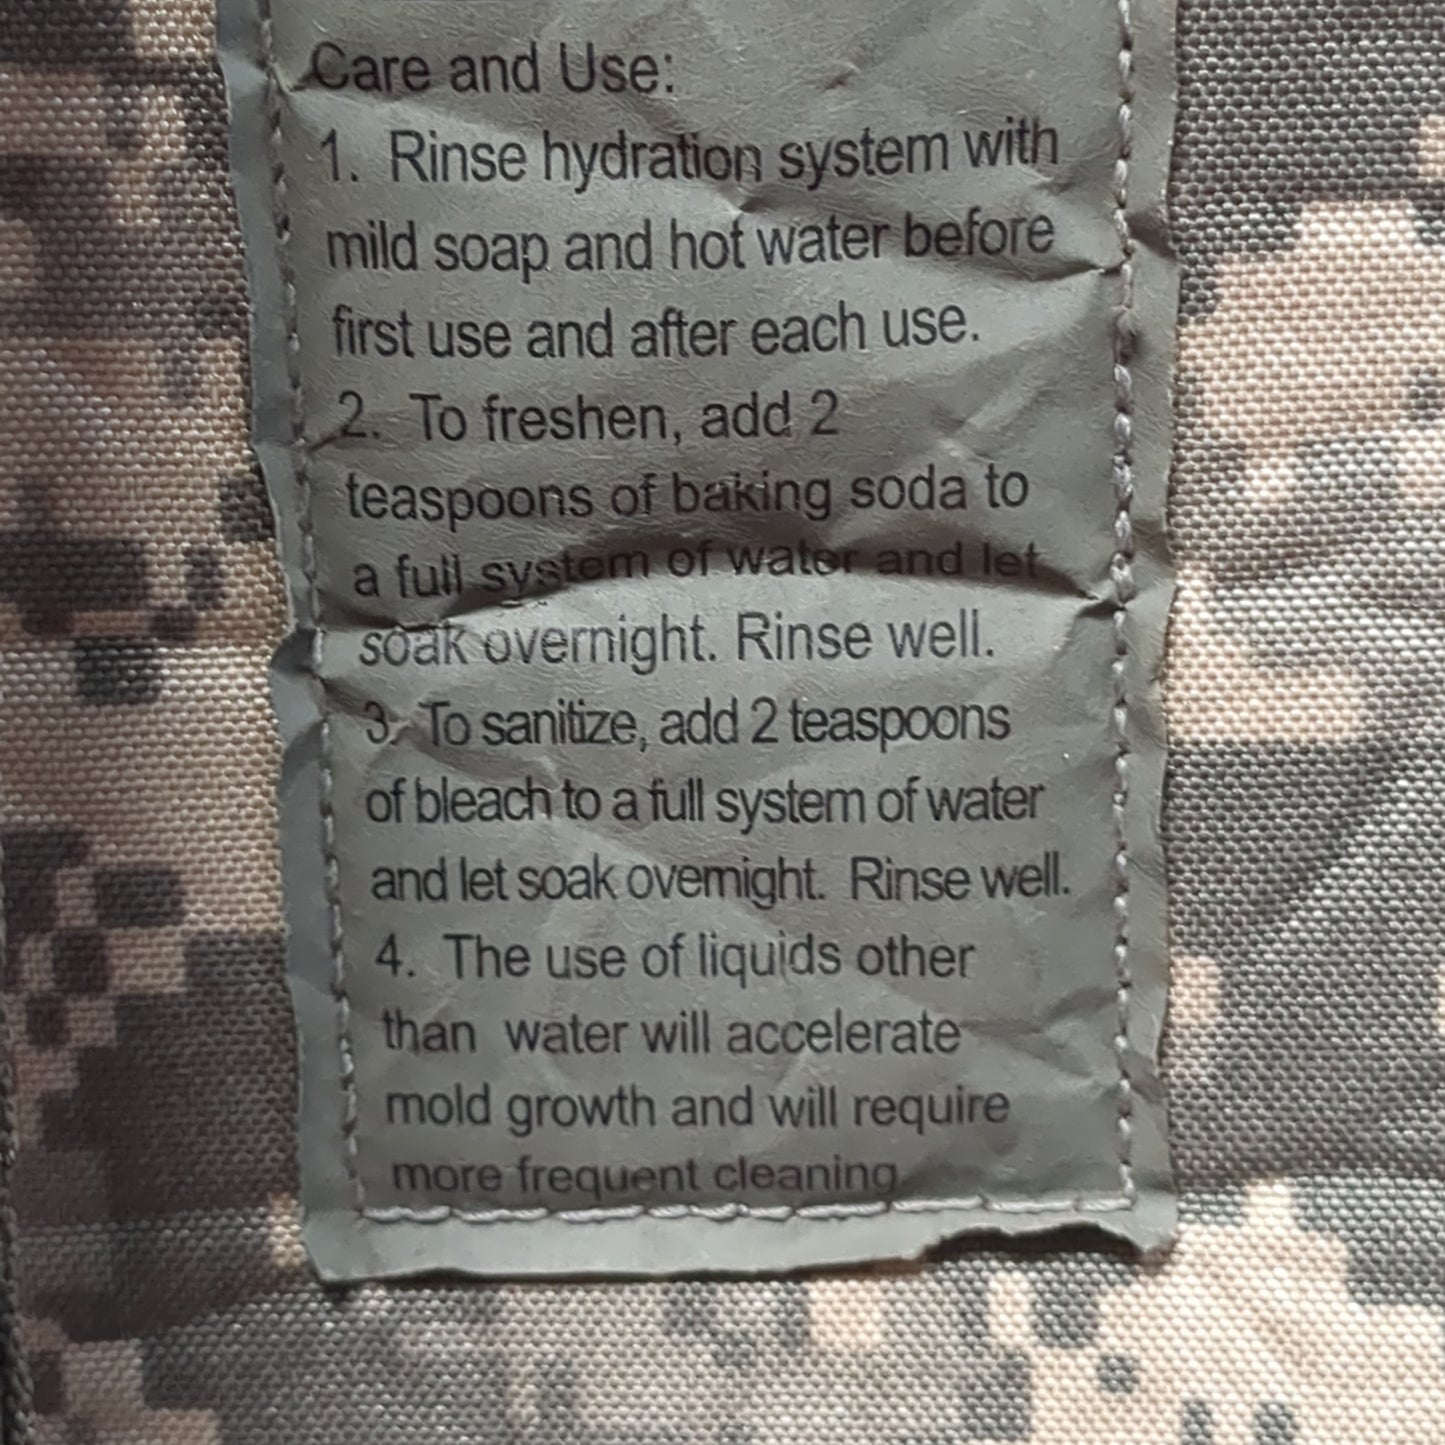 Care and Use:
1. Rinse hydration system with
mild soap and hot water before
first use and after each use.
2. To freshen, add 2
teaspoons of baking soda to
a full system of water and let
soak overnight. Rinse well.
3. To sanitize, add 2 teaspoons
of bleach to a full system of water
and let soak overnight. Rinse well.
4. The use of liquids other
than water will accelerate
mold growth and will require
more frequent cleaning